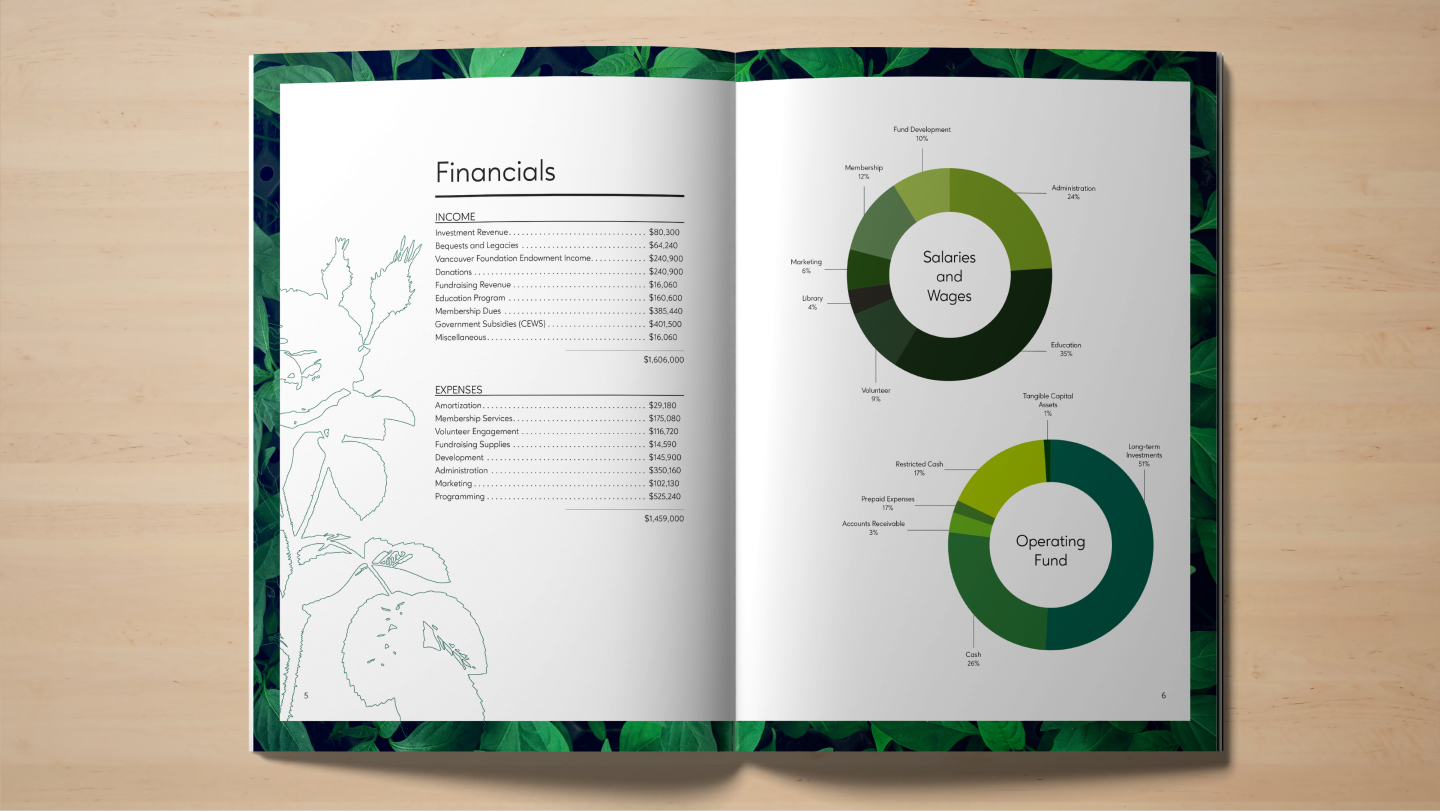 Financials
INCOME
Investment Revenue. . . . . . . . . . . . . . . . . . . . . . . . . . . . . . $80,300
Bequests and Legacies . . . . . . . . . . . . . . . . . . . . . . . . . . . $64,240
Vancouver Foundation Endowment Income. . . . . . . . . . . . $240,900
Danations . . . . . . . . . . . . . . . . . . . . . . . . . . . . . . . . . . . . . $240,900
Fundraising Revenue . . . . . . . . . . . . . . . . . . . . . . . . . . . . . $16,060
Education Program . . . . . . . . . . . . . . . . . . . . . . . . . . . . . . $160,600
Membership Dues . . . . . . . . . . . . . . . . . . . . . . . . . . . . . . . $385,440
Government Subsidies (CEWS) . . . . . . . . . . . . . . . . . . . . . $401,500
Miscellaneous. . . . . . . . . . . . . . . . . . . . . . . . . . . . . . . . . . $16,060
$1,606,000
EXPENSES
Amortization . . . . . . . . . . . . . . . . . . . . . . . . . . . . . . . . . . . $29,180
Membership Services. . . . . . . . . . . . . . . . . . . . . . . . . . . . . $175,080
Volunteer Engagement . . . . . . . . . . . . . . . . . . . . . . . . . . . $116,720
Fundraising Supplies . . . . . . . . . . . . . . . . . . . . . . . . . . . . . $14,590
Development . . . . . . . . . . . . . . . . . . . . . . . . . . . . . . . . . . $145,900
Administration . . . . . . . . . . . . . . . . . . . . . . . . . . . . . . . . . $350,160
Marketing . . . . . . . . . . . . . . . . . . . . . . . . . . . . . . . . . . . . . $102,130
Programming . . . . . . . . . . . . . . . . . . . . . . . . . . . . . . . . . . $525,240
$1,459,000
5
Fund Development
10%
Membership
12%
Administration
24%
Marketing
6%
Library
4%
Salaries
and
Wages
Education
35%
Volunteer
9%
Tangible Capital
Assets
1%
Long-term
Investments
51%
Restricted Cash
17%
Prepaid Expenses
17%
Accounts Receivable
3%
Operating
Fund
Cash
26%
6